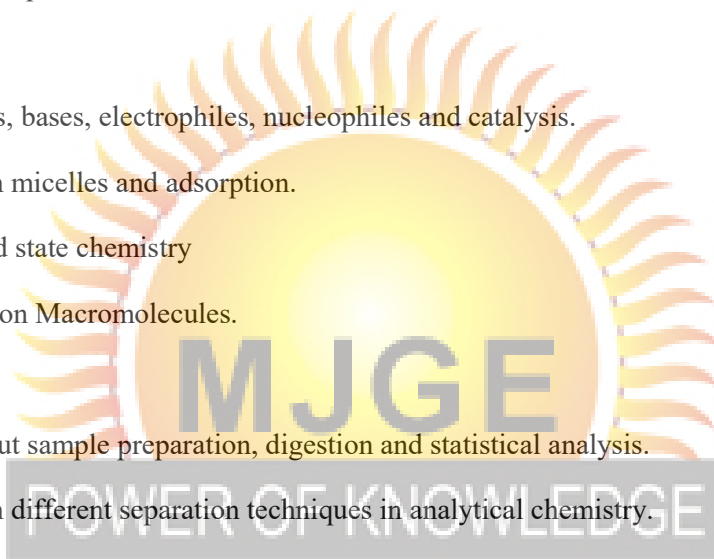 s, bases, electrophiles, nucleophiles and catalysis.
micelles and adsorption.
d state chemistry
on Macromolecules.
MJGE
ut sample preparation, digestion and statistical analysis.
different separation techniques in analytical chemistry.
POWER OF KNOWLEDGE